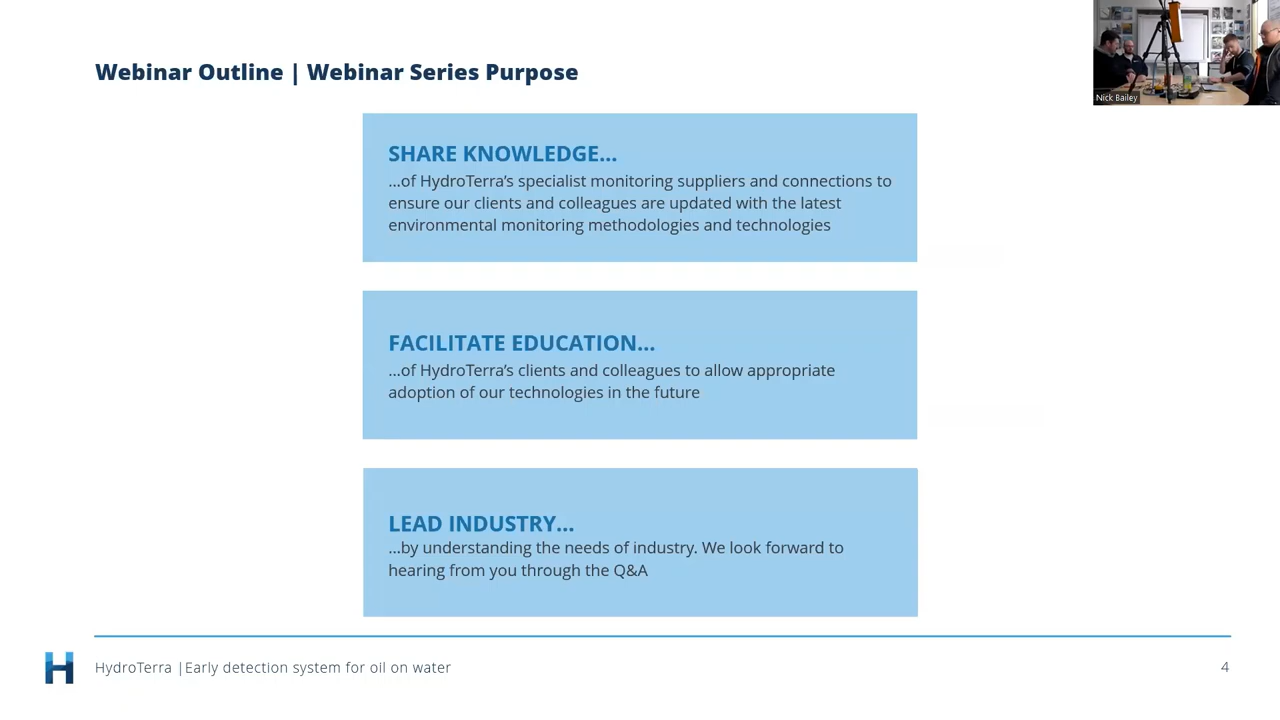 Webinar Outline | Webinar Series Purpose
Nick Bailey
SHARE KNOWLEDGE...
...of HydroTerra's specialist monitoring suppliers and connections to
ensure our clients and colleagues are updated with the latest
environmental monitoring methodologies and technologies
FACILITATE EDUCATION...
...of HydroTerra's clients and colleagues to allow appropriate
adoption of our technologies in the future
LEAD INDUSTRY...
...by understanding the needs of industry. We look forward to
hearing from you through the Q&A
HydroTerra |Early detection system for oil on water
4